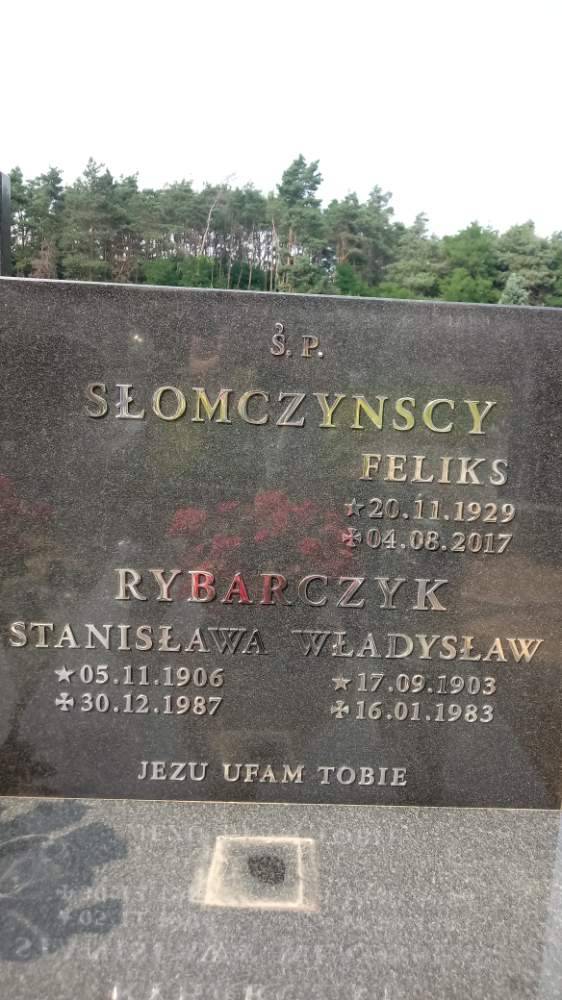 Ś. P.
SŁOMCZYNSCY
FELIKS
★20.11.1929
✠04.08.2017
RYBARCZYK
STANISŁAWA WŁADYSŁAW
★05.11.1906 ★17.09.1903
✠30.12.1987 ✠16.01.1983
JEZU UFAM TOBIE